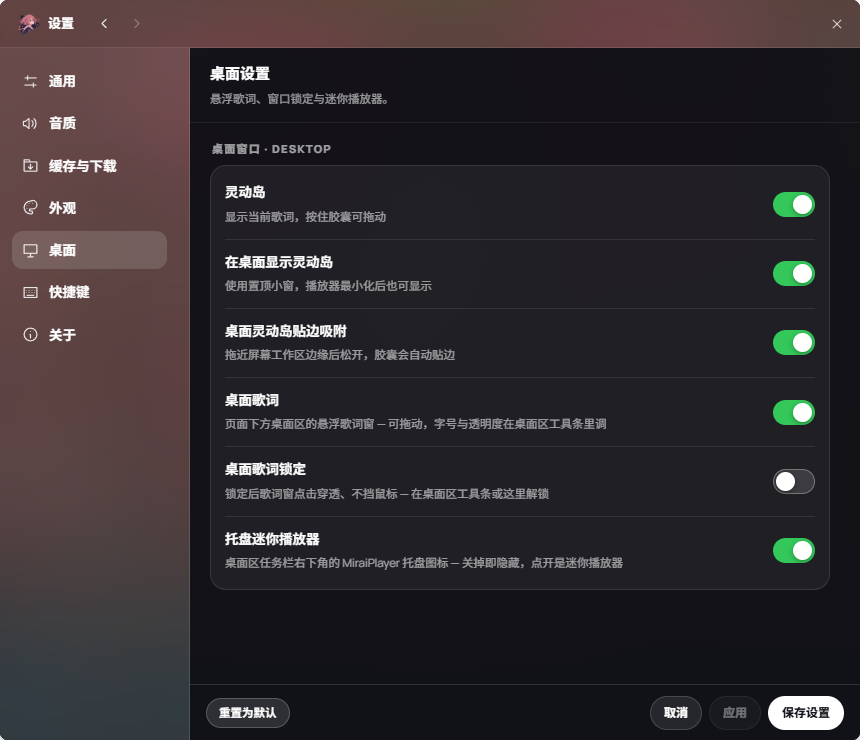 设置
通用
音质
缓存与下载
外观
桌面
快捷键
关于
桌面设置
悬浮歌词、窗口锁定与迷你播放器。
桌面窗口 · DESKTOP
灵动岛
显示当前歌词，按住胶囊可拖动
在桌面显示灵动岛
使用置顶小窗，播放器最小化后也可显示
桌面灵动岛贴边吸附
拖近屏幕工作区边缘后松开，胶囊会自动贴边
桌面歌词
页面下方桌面区的悬浮歌词窗 — 可拖动，字号与透明度在桌面区工具条里调
桌面歌词锁定
锁定后歌词窗点击穿透、不挡鼠标 — 在桌面区工具条或这里解锁
托盘迷你播放器
桌面区任务栏右下角的 MiraiPlayer 托盘图标 — 关掉即隐藏，点开是迷你播放器
重置为默认
取消
应用
保存设置